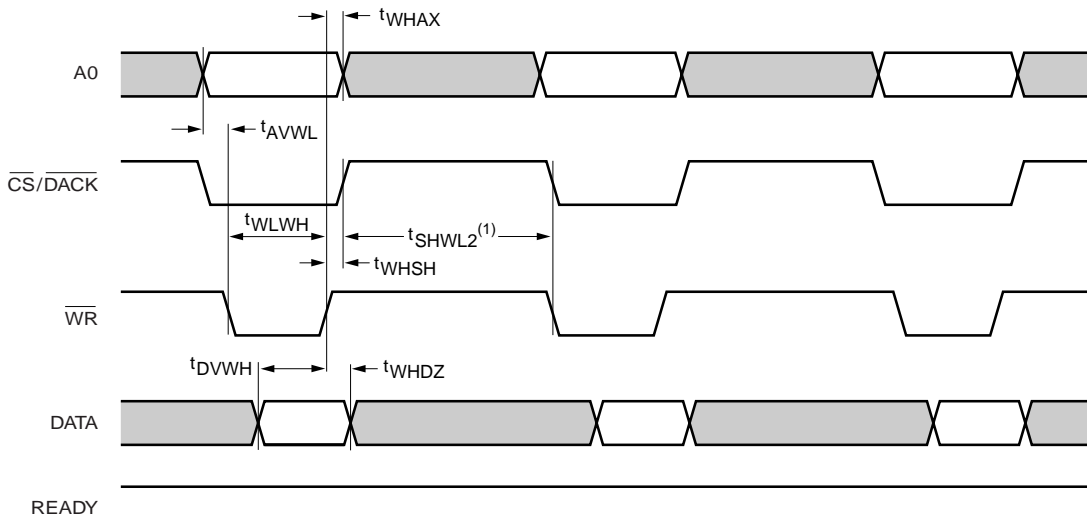 tWHAX
A0
tAVWL
CS/DACK
tWLWH
tSHWL2(1)
tWHSH
WR
tDVWH
tWHDZ
DATA
READY